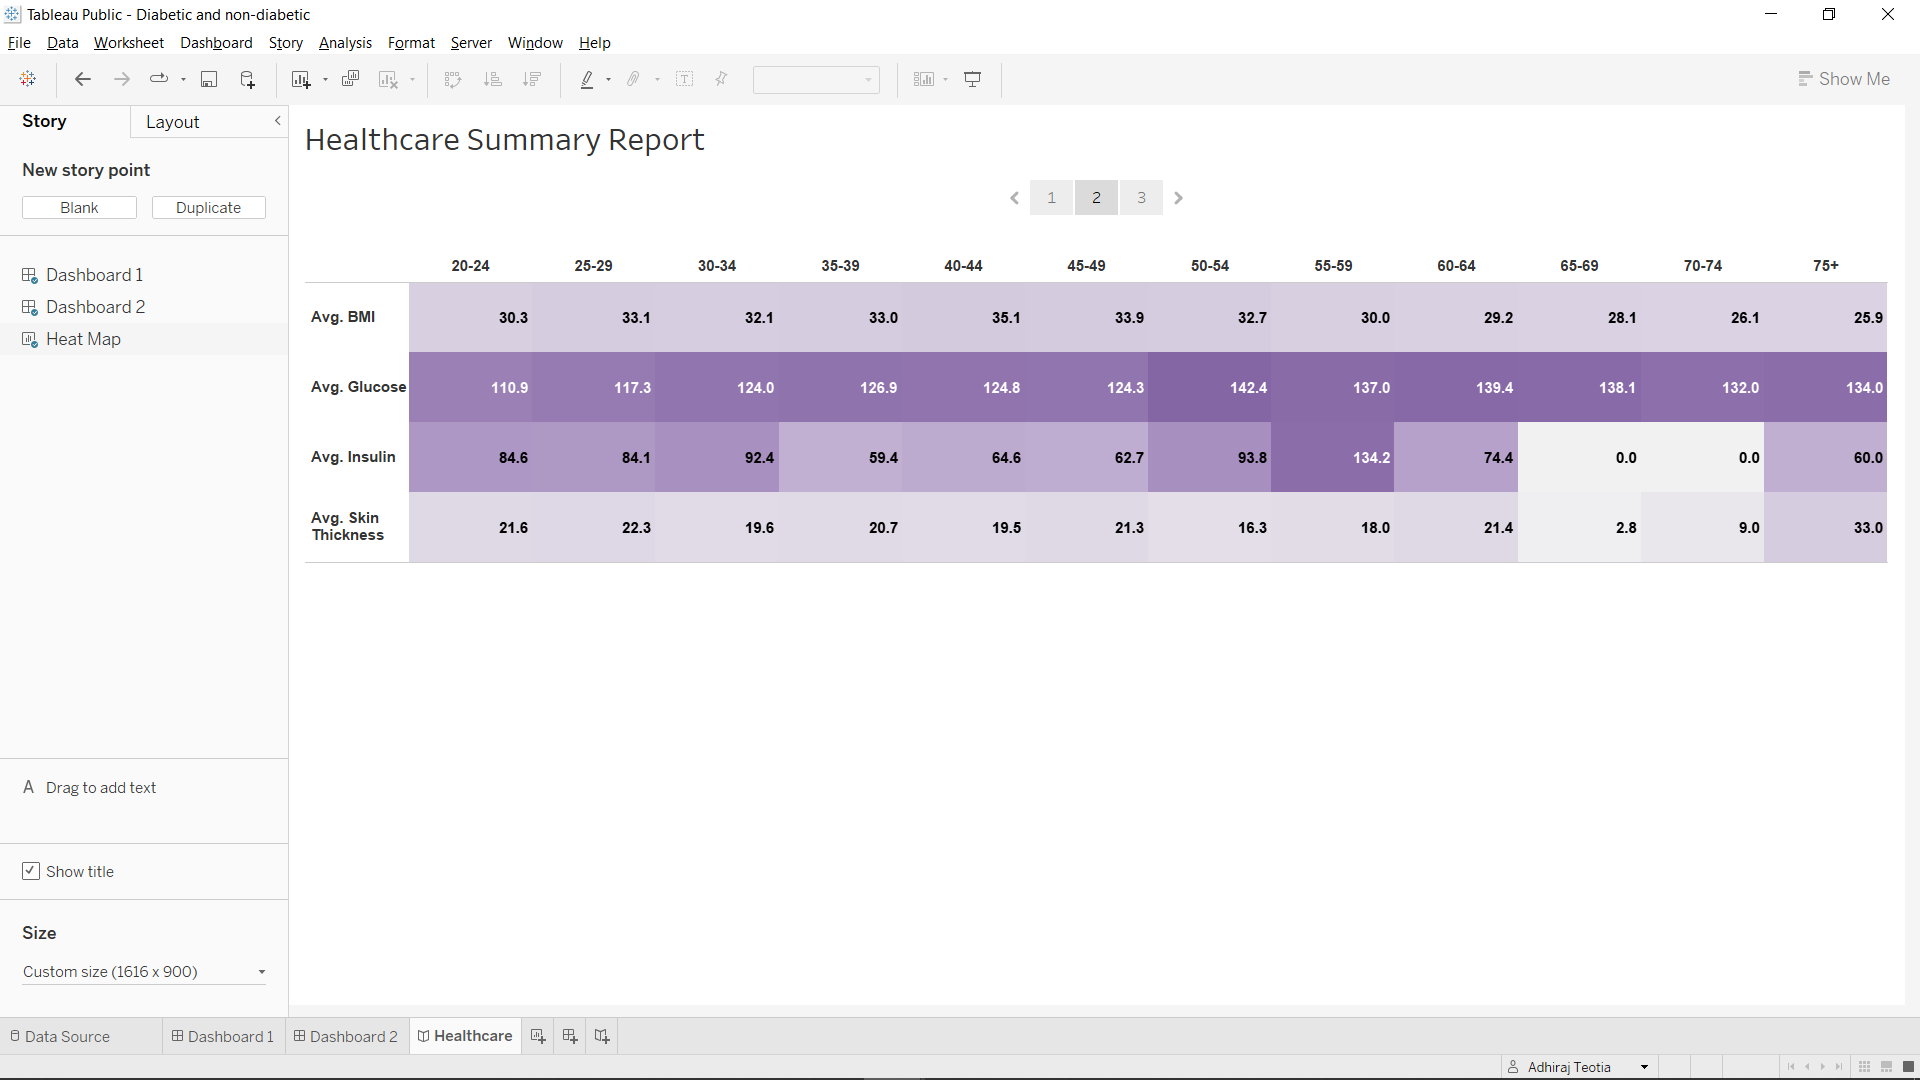 Tableau Public - Diabetic and non-diabetic
File Data Worksheet Dashboard Story Analysis Format Server Window Help
Show Me
Story Layout
New story point
Blank Duplicate
Dashboard 1
Dashboard 2
Heat Map
A Drag to add text
Show title
Size
Custom size (1616 x 900)
Healthcare Summary Report
1 2 3
20-24 25-29 30-34 35-39 40-44 45-49 50-54 55-59 60-64 65-69 70-74 75+
Avg. BMI 30.3 33.1 32.1 33.0 35.1 33.9 32.7 30.0 29.2 28.1 26.1 25.9
Avg. Glucose 110.9 117.3 124.0 126.9 124.8 124.3 142.4 137.0 139.4 138.1 132.0 134.0
Avg. Insulin 84.6 84.1 92.4 59.4 64.6 62.7 93.8 134.2 74.4 0.0 0.0 60.0
Avg. Skin
Thickness 21.6 22.3 19.6 20.7 19.5 21.3 16.3 18.0 21.4 2.8 9.0 33.0
Data Source Dashboard 1 Dashboard 2 Healthcare
Adhiraj Teotia